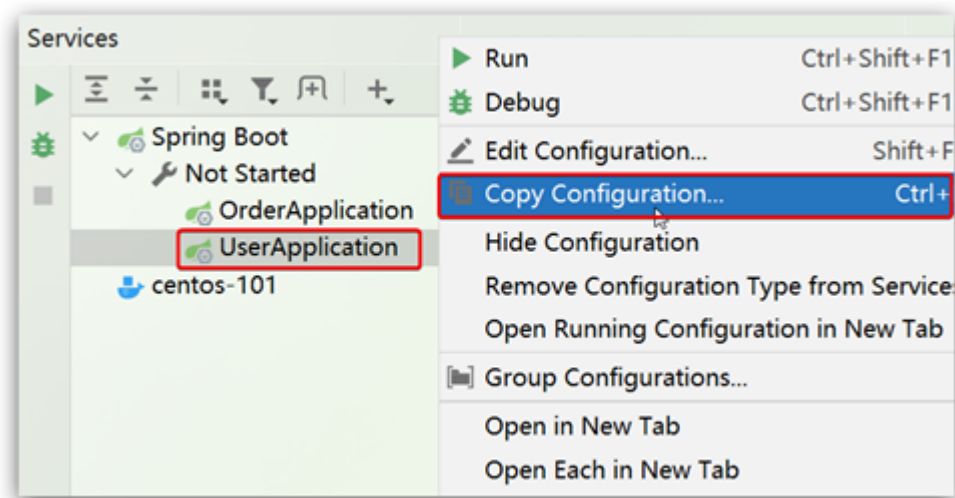 Services
Run Ctrl+Shift+F1
Debug Ctrl+Shift+F1
Spring Boot
Edit Configuration... Shift+F
Not Started
Copy Configuration... Ctrl+
OrderApplication
UserApplication
Hide Configuration
centos-101
Remove Configuration Type from Services
Open Running Configuration in New Tab
Group Configurations...
Open in New Tab
Open Each in New Tab